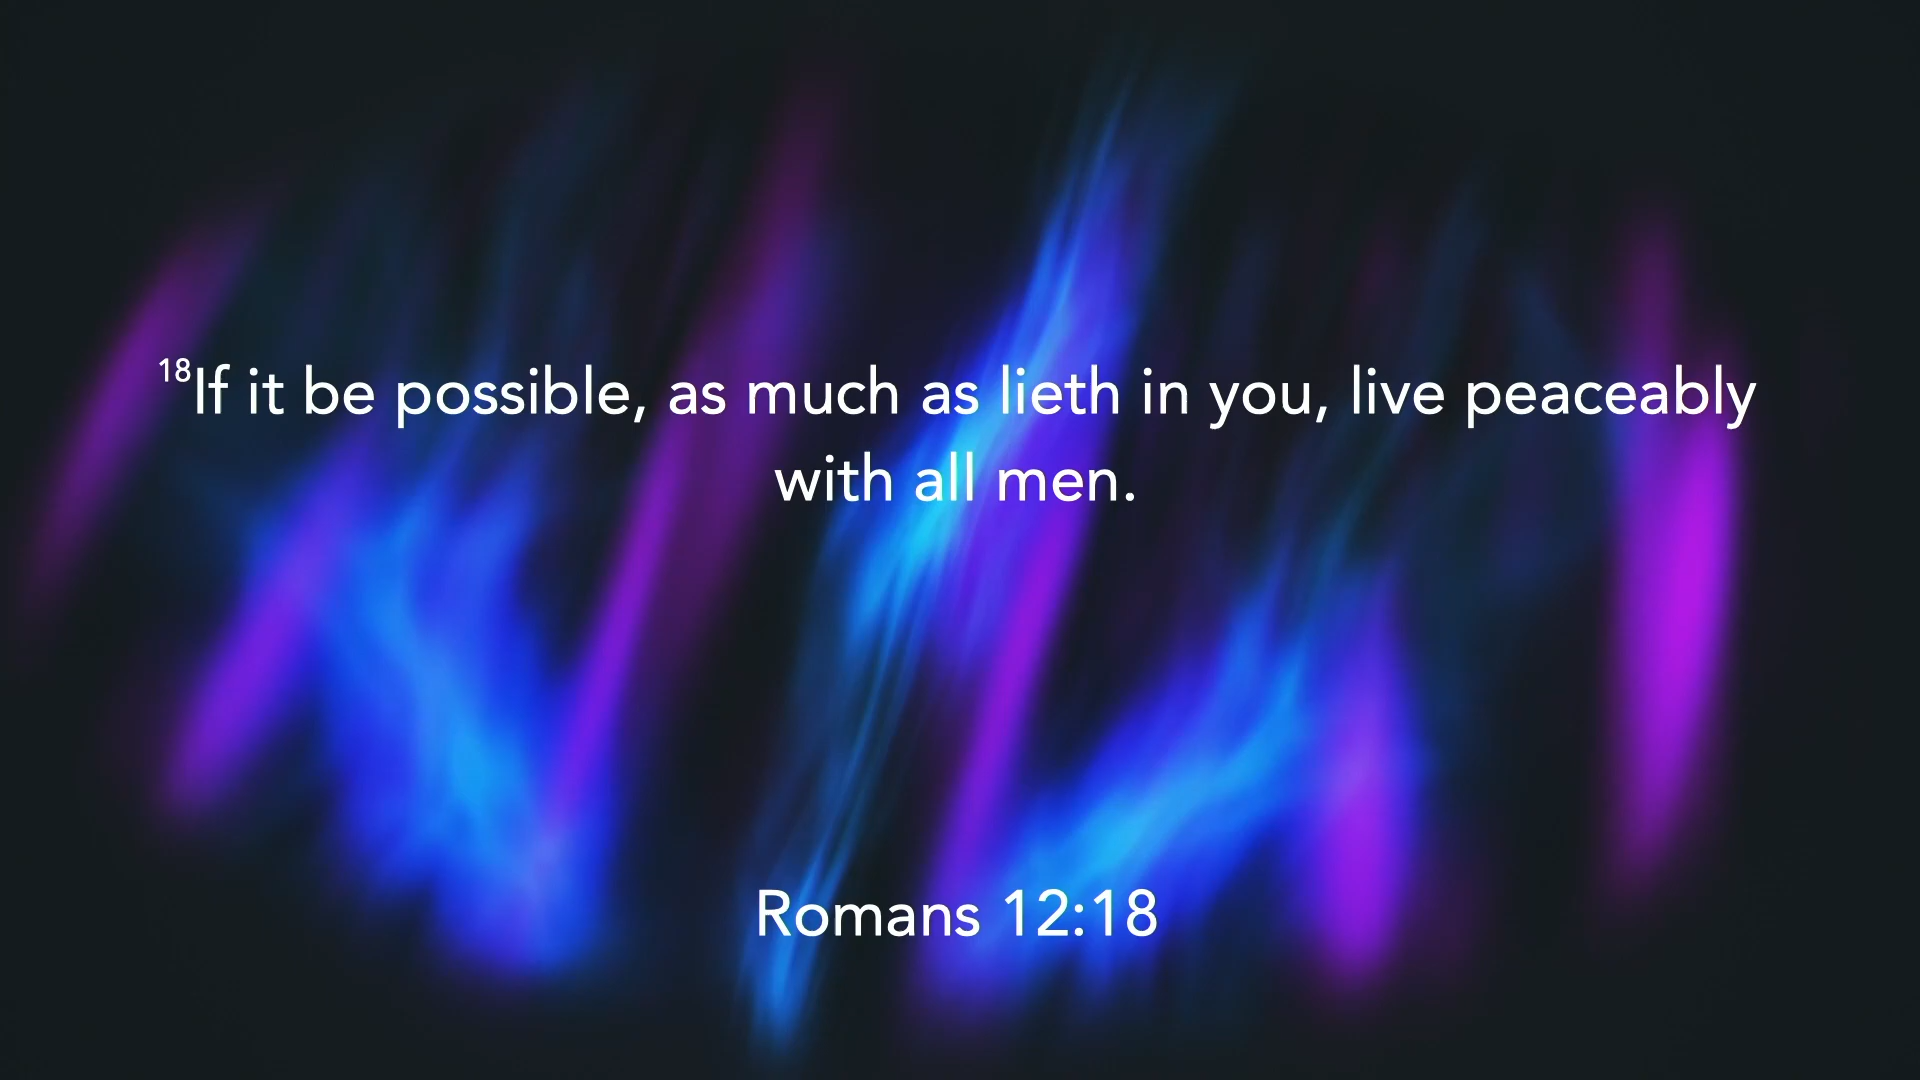 18If it be possible, as much as lieth in you, live peaceably
with all men.
Romans 12:18